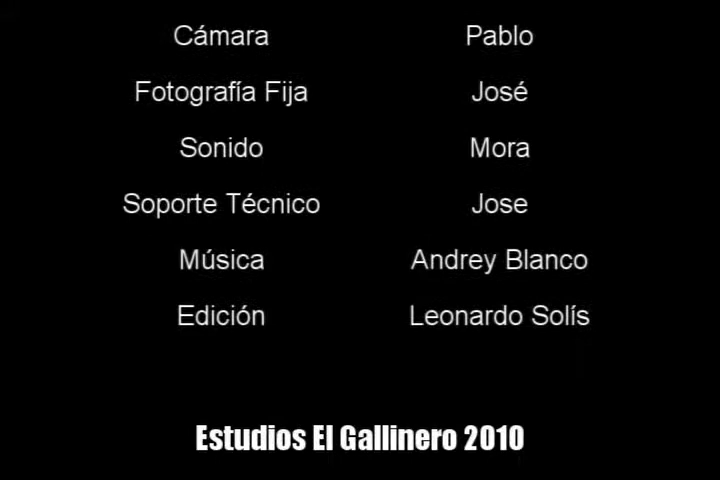 Cámara Pablo
Fotografía Fija José
Sonido Mora
Soporte Técnico Jose
Música Andrey Blanco
Edición Leonardo Solís
Estudios El Gallinero 2010